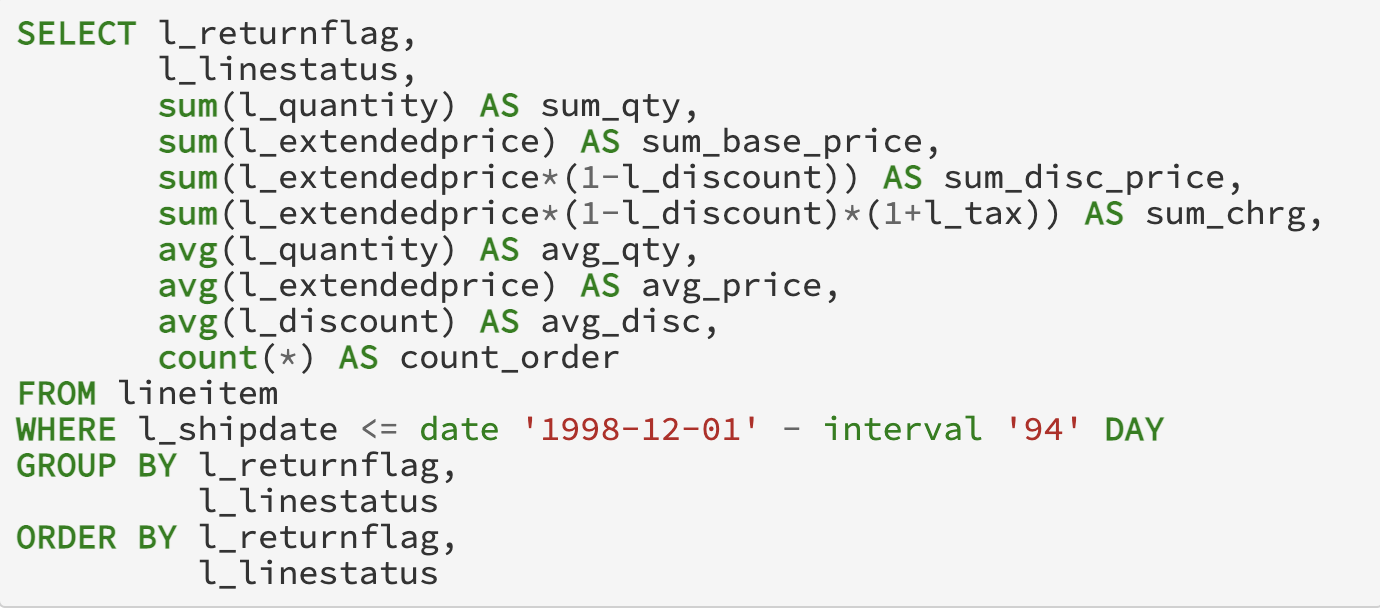 SELECT l_returnflag,
       l_linestatus,
       sum(l_quantity) AS sum_qty,
       sum(l_extendedprice) AS sum_base_price,
       sum(l_extendedprice*(1-l_discount)) AS sum_disc_price,
       sum(l_extendedprice*(1-l_discount)*(1+l_tax)) AS sum_chrg,
       avg(l_quantity) AS avg_qty,
       avg(l_extendedprice) AS avg_price,
       avg(l_discount) AS avg_disc,
       count(*) AS count_order
FROM lineitem
WHERE l_shipdate <= date '1998-12-01' - interval '94' DAY
GROUP BY l_returnflag,
         l_linestatus
ORDER BY l_returnflag,
         l_linestatus